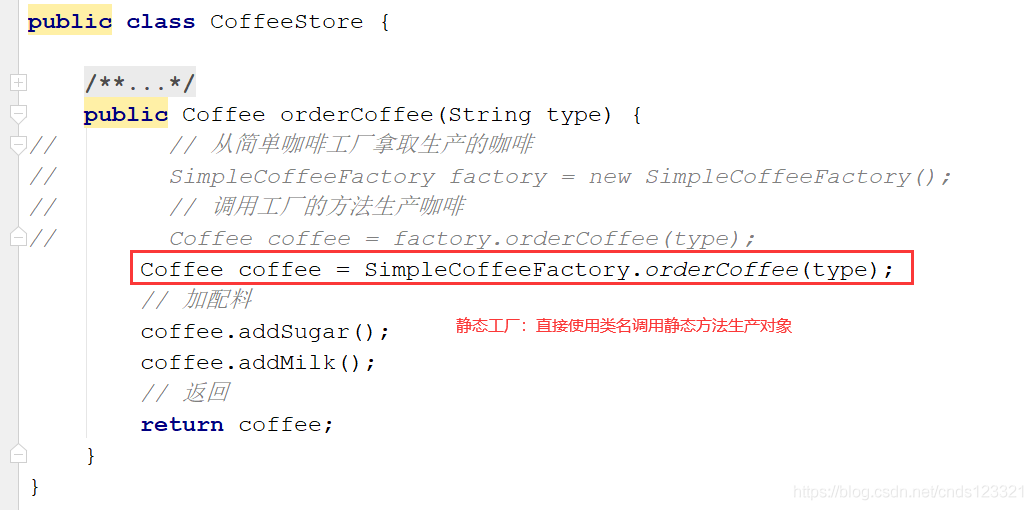 public class CoffeeStore {
/**...*/
public Coffee orderCoffee(String type) {
// // 从简单咖啡工厂拿取生产的咖啡
// SimpleCoffeeFactory factory = new SimpleCoffeeFactory();
// // 调用工厂的方法生产咖啡
// Coffee coffee = factory.orderCoffee(type);
Coffee coffee = SimpleCoffeeFactory.orderCoffee(type);
// 加配料
coffee.addSugar();
静态工厂：直接使用类名调用静态方法生产对象
coffee.addMilk();
// 返回
return coffee;
}
}
https://blog.csdn.net/cnds123321